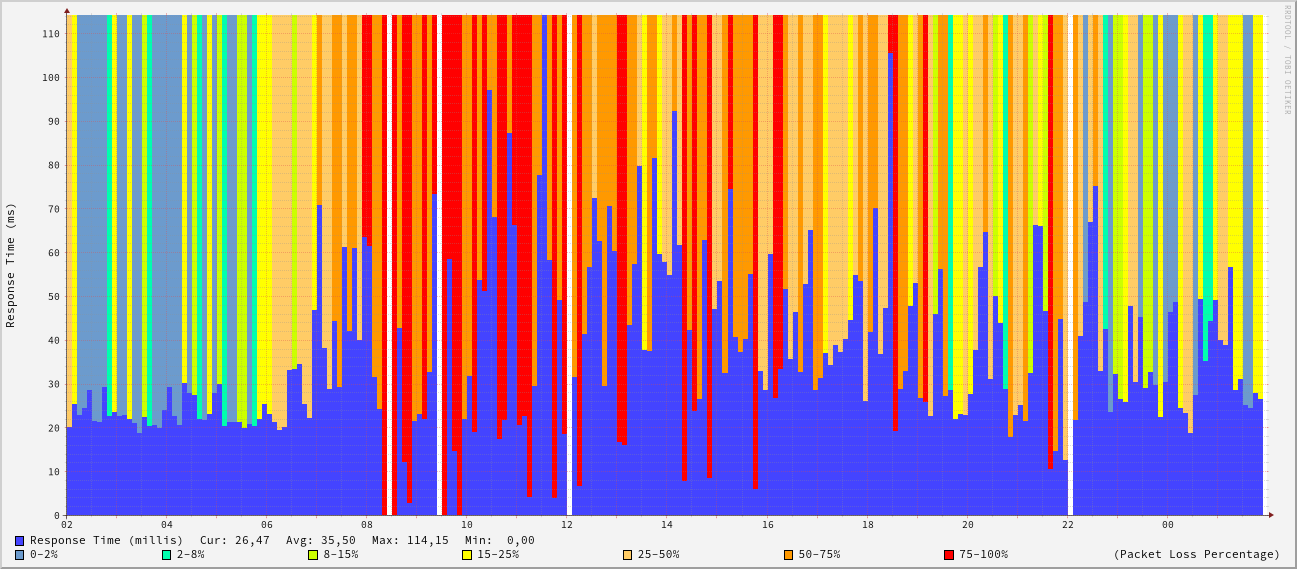 RRDTOOL / TOBI OETIKER
Response Time (ms)
110
100
90
80
70
60
50
40
30
20
10
0
02 04 06 08 10 12 14 16 18 20 22 00
Response Time (millis) Cur: 26,47 Avg: 35,50 Max: 114,15 Min: 0,00
0-2% 2-8% 8-15% 15-25% 25-50% 50-75% 75-100% (Packet Loss Percentage)